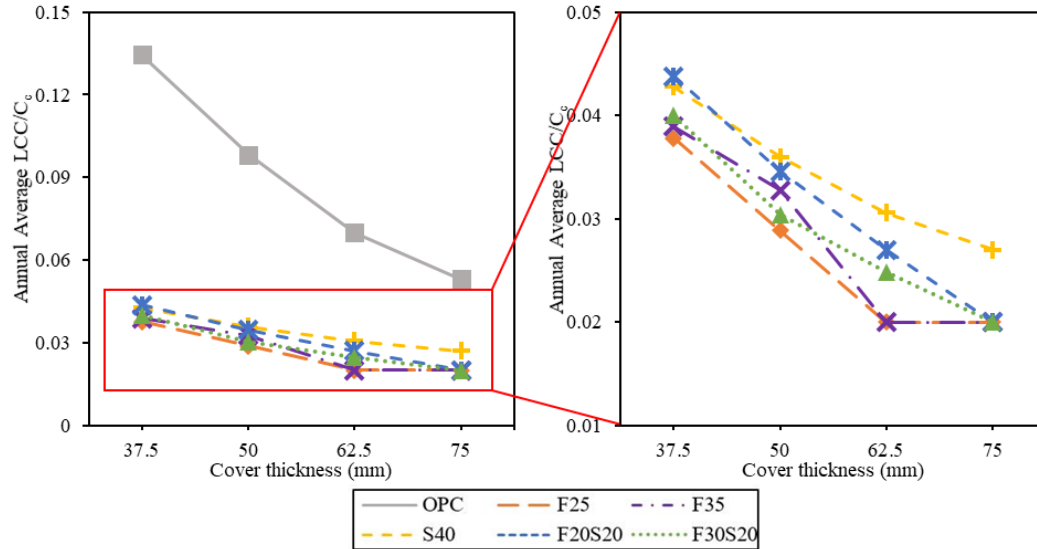 Annual Average LCC/Cc
0.15
0.12
0.09
0.06
0.03
0
37.5 50 62.5 75
Cover thickness (mm)
Annual Average LCC/Cc
0.05
0.04
0.03
0.02
0.01
37.5 50 62.5 75
Cover thickness (mm)
OPC F25 F35
S40 F20S20 F30S20